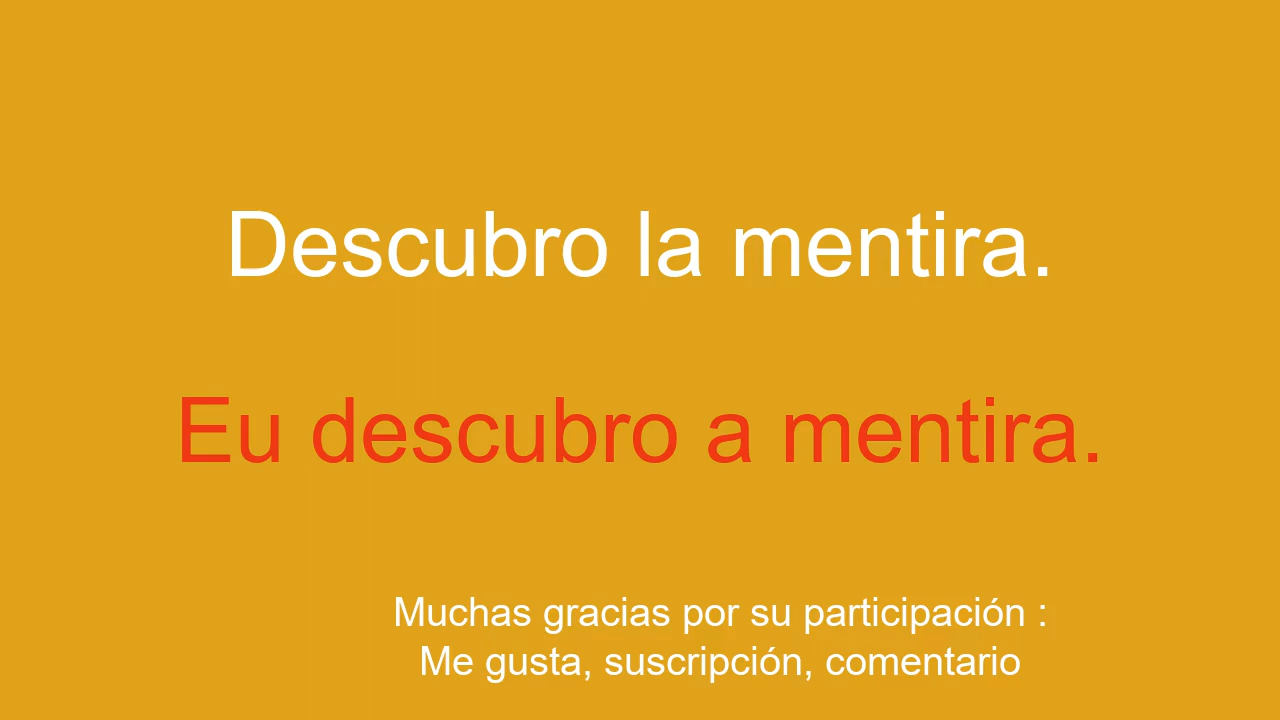 Descubro la mentira.
Eu descubro a mentira.
Muchas gracias por su participación :
Me gusta, suscripción, comentario